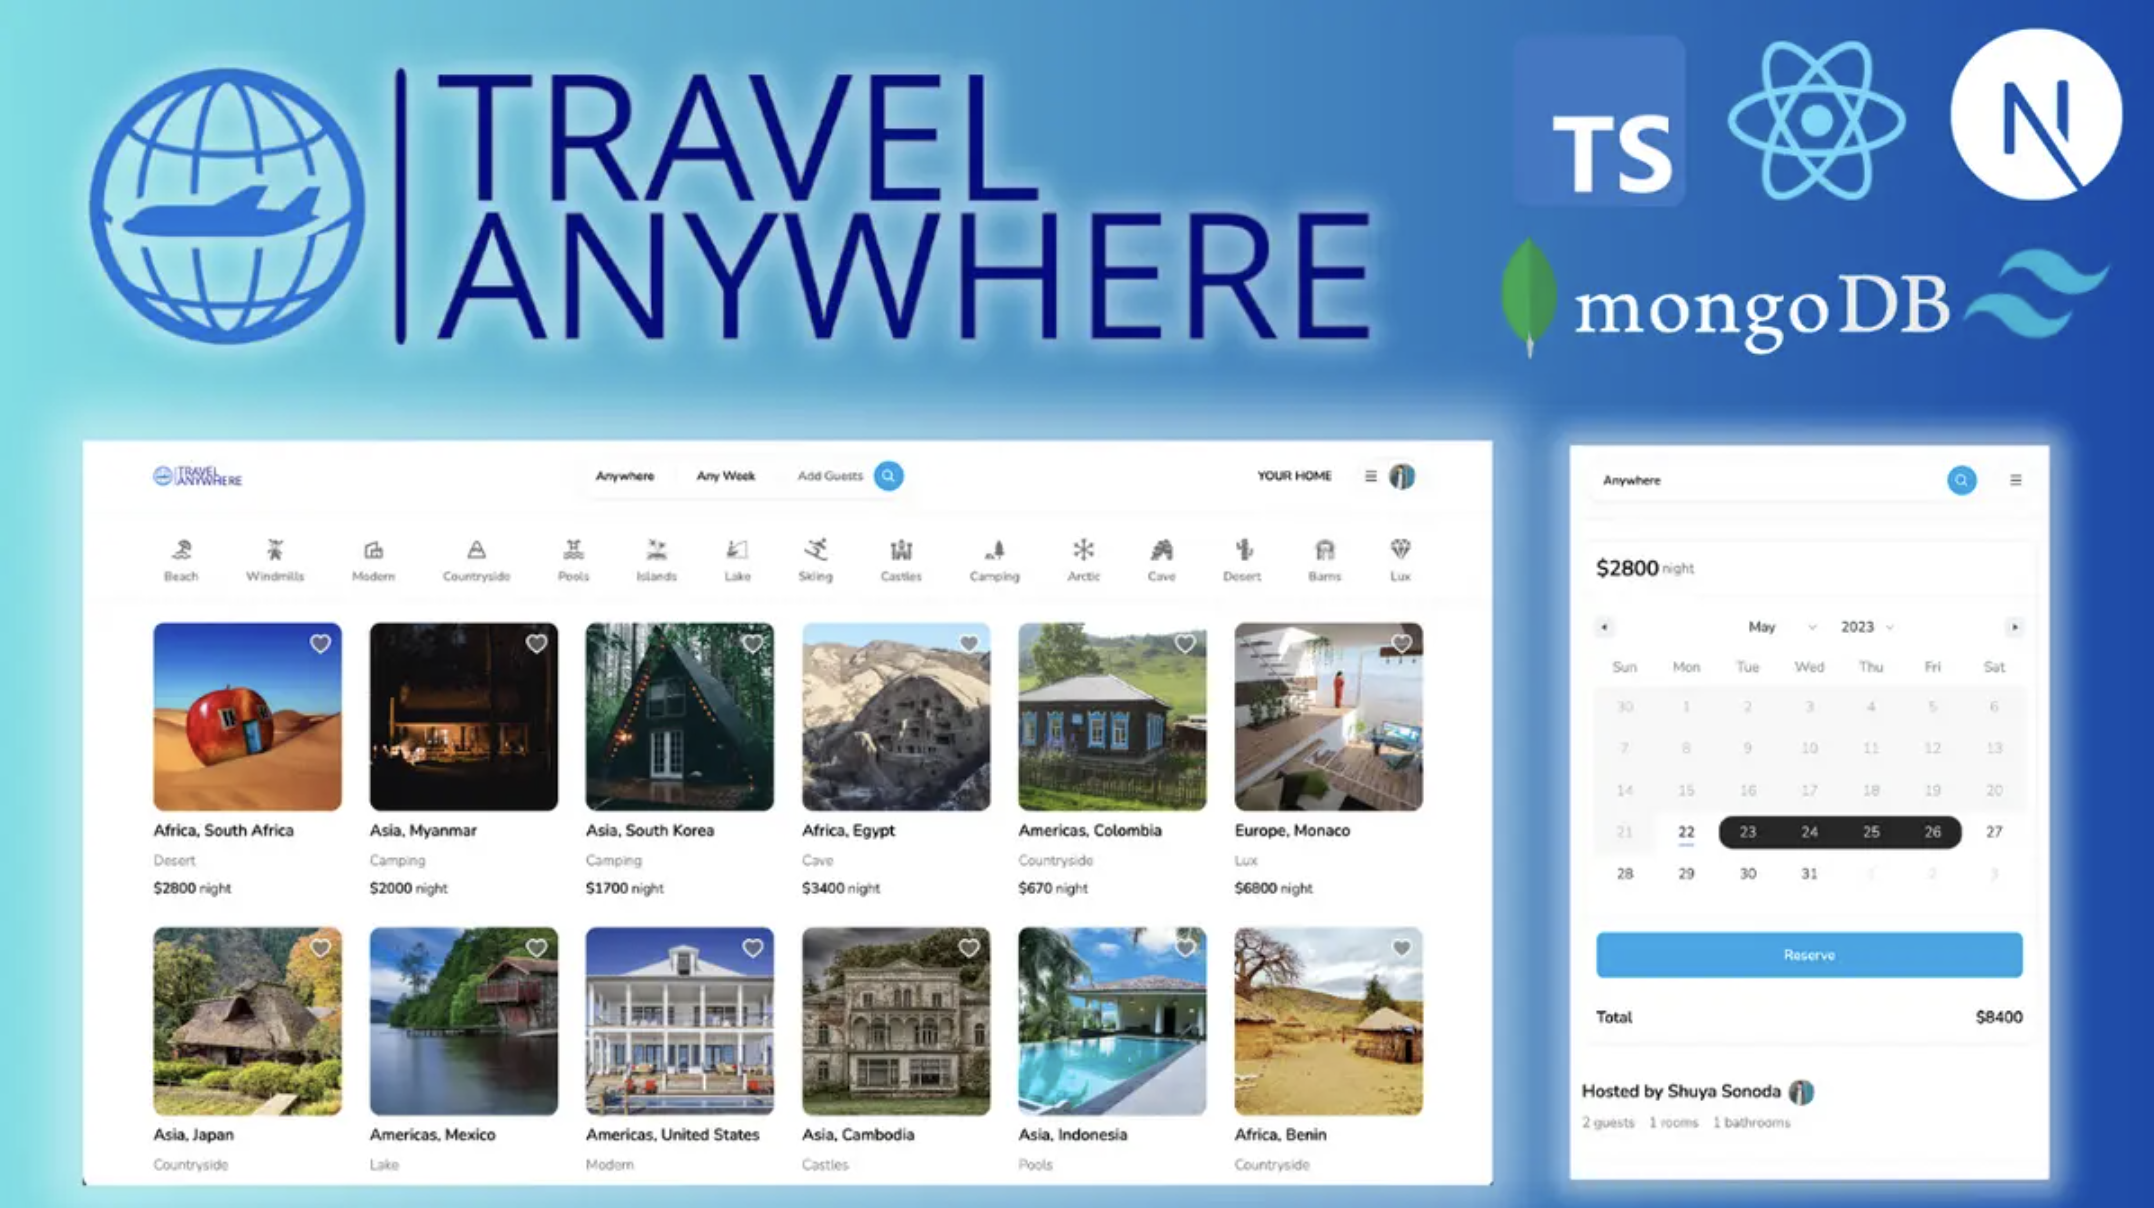 TRAVEL
ANYWHERE
TS
N
mongoDB
TRAVEL
ANYWHERE
Anywhere Any Week Add Guests
YOUR HOME
Beach Windmills Modern Countryside Pools Islands Lake Skiing Castles Camping Arctic Cave Desert Barns Lux
Africa, South Africa Asia, Myanmar Asia, South Korea Africa, Egypt Americas, Colombia Europe, Monaco
Desert Camping Camping Cave Countryside Lux
$2800 night $2000 night $1700 night $3400 night $670 night $6800 night
Asia, Japan Americas, Mexico Americas, United States Asia, Cambodia Asia, Indonesia Africa, Benin
Countryside Lake Modern Castles Pools Countryside
Anywhere
$2800 night
May 2023
Sun Mon Tue Wed Thu Fri Sat
30 1 2 3 4 5 6
7 8 9 10 11 12 13
14 15 16 17 18 19 20
21 22 23 24 25 26 27
28 29 30 31 1 2 3
Reserve
Total $8400
Hosted by Shuya Sonoda
2 guests 1 rooms 1 bathrooms